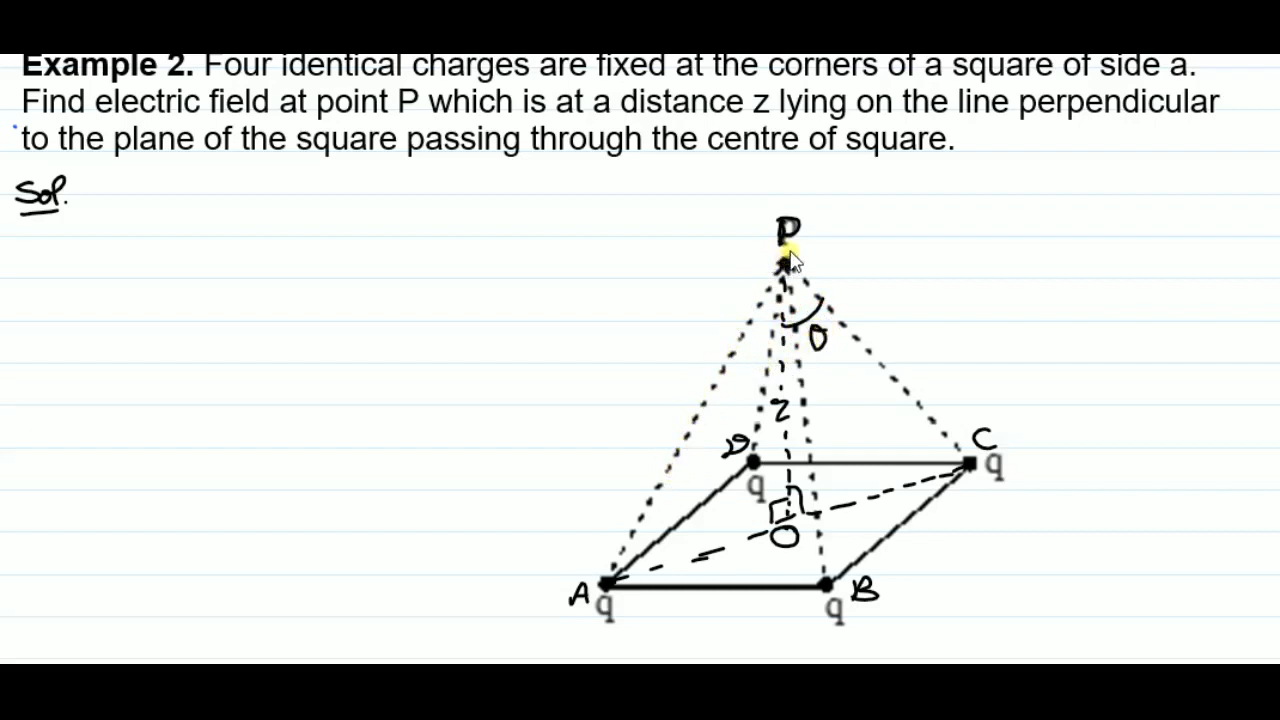 Example 2. Four identical charges are fixed at the corners of a square of side a.
Find electric field at point P which is at a distance z lying on the line perpendicular
to the plane of the square passing through the centre of square.
Sol.
P
θ
z
D
C
q
q
O
A
B
q
q